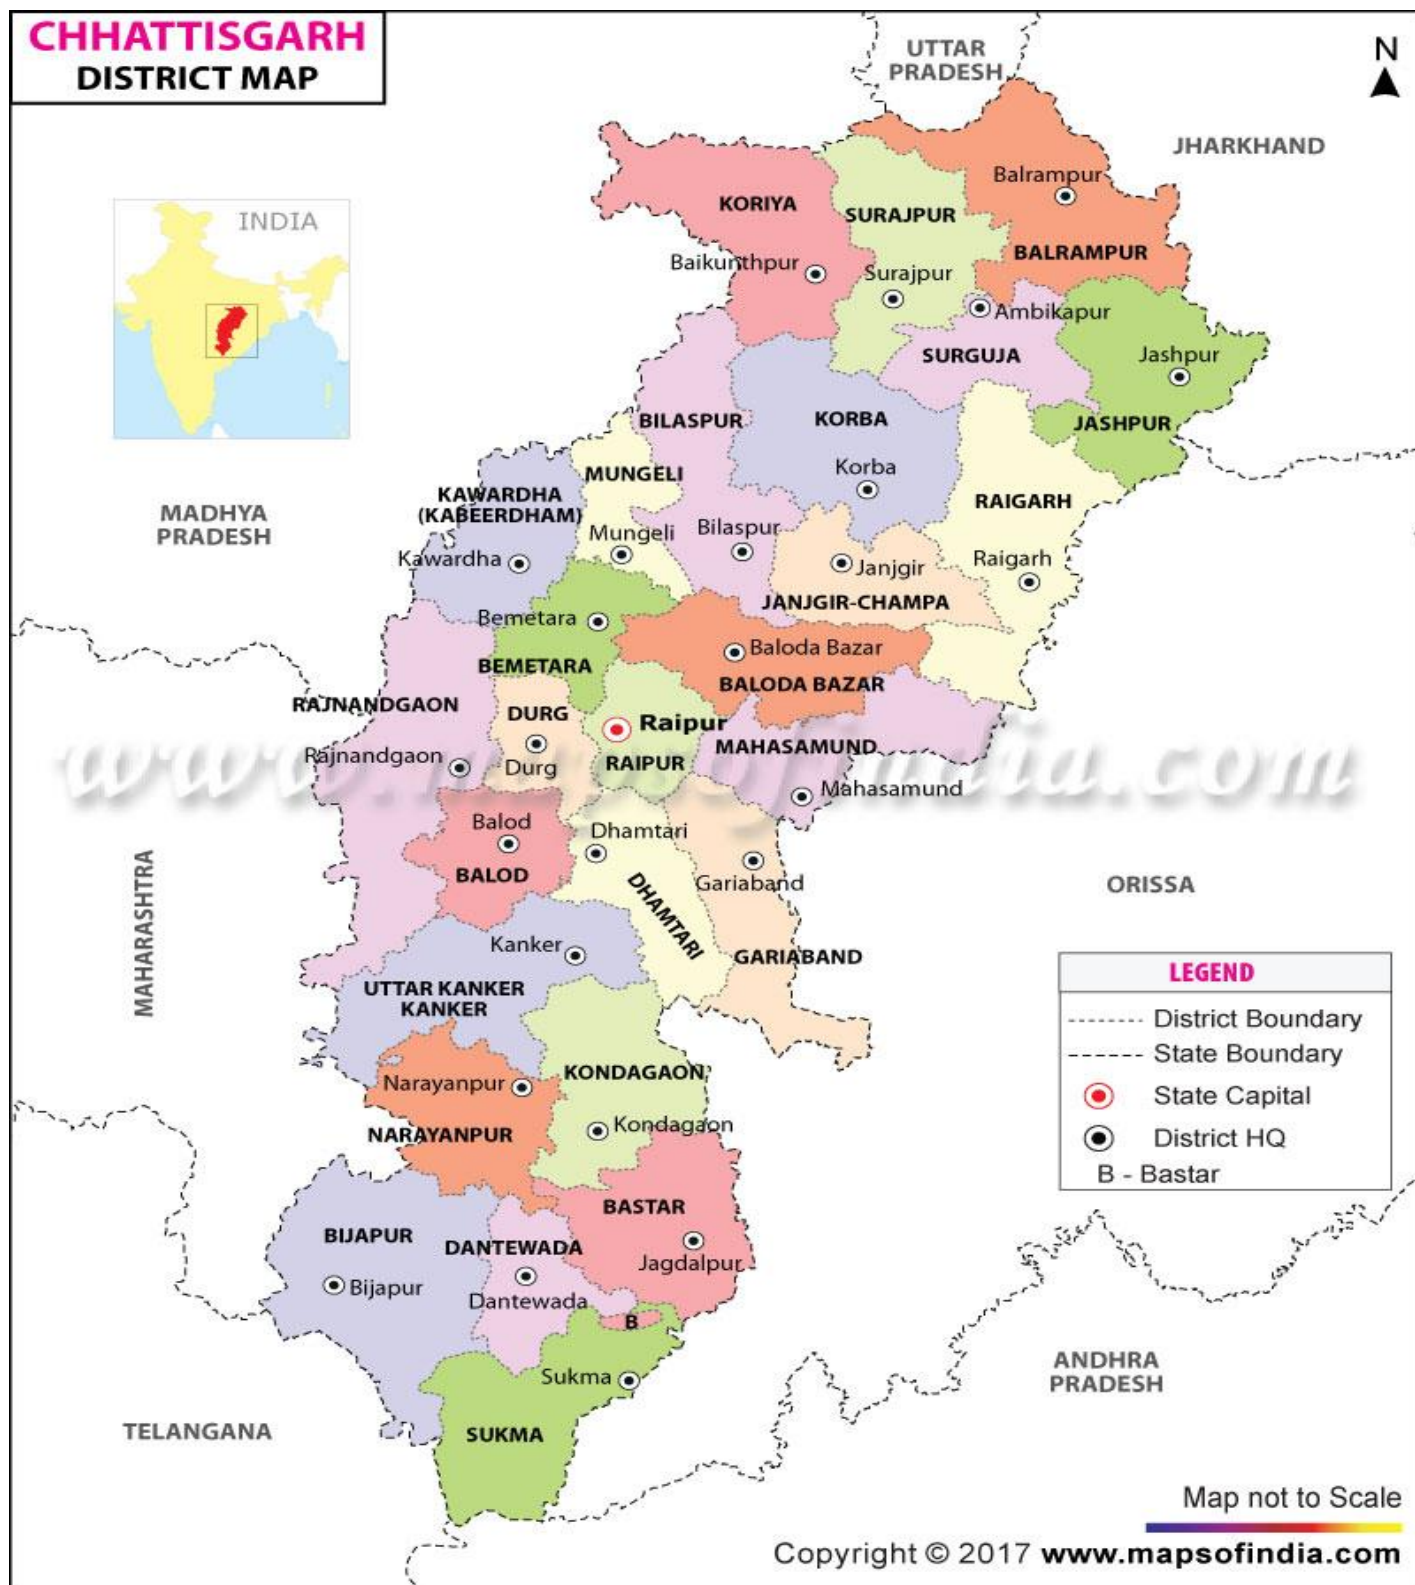 CHHATTISGARH
DISTRICT MAP
UTTAR
PRADESH
N
JHARKHAND
INDIA
Balrampur
KORIYA
SURAJPUR
BALRAMPUR
Baikunthpur
Surajpur
Ambikapur
SURGUJA
Jashpur
BILASPUR
KORBA
JASHPUR
MUNGELI
Korba
KAWARDHA
(KABEERDHAM)
RAIGARH
MADHYA
PRADESH
Mungeli
Bilaspur
Kawardha
Janjgir
Raigarh
JANJGIR-CHAMPA
Bemetara
Baloda Bazar
BEMETARA
BALODA BAZAR
RAJNANDGAON
DURG
Raipur
MAHASAMUND
www.mapsofindia.com
Rajnandgaon
Durg
RAIPUR
Mahasamund
Balod
Dhamtari
BALOD
Gariaband
ORISSA
MAHARASHTRA
DHAMTARI
Kanker
GARIABAND
UTTAR KANKER
KANKER
LEGEND
District Boundary
State Boundary
State Capital
District HQ
B - Bastar
KONDAGAON
Narayanpur
NARAYANPUR
Kondagaon
BASTAR
BIJAPUR
DANTEWADA
Jagdalpur
Bijapur
Dantewada
B
Sukma
ANDHRA
PRADESH
TELANGANA
SUKMA
Map not to Scale
Copyright © 2017 www.mapsofindia.com